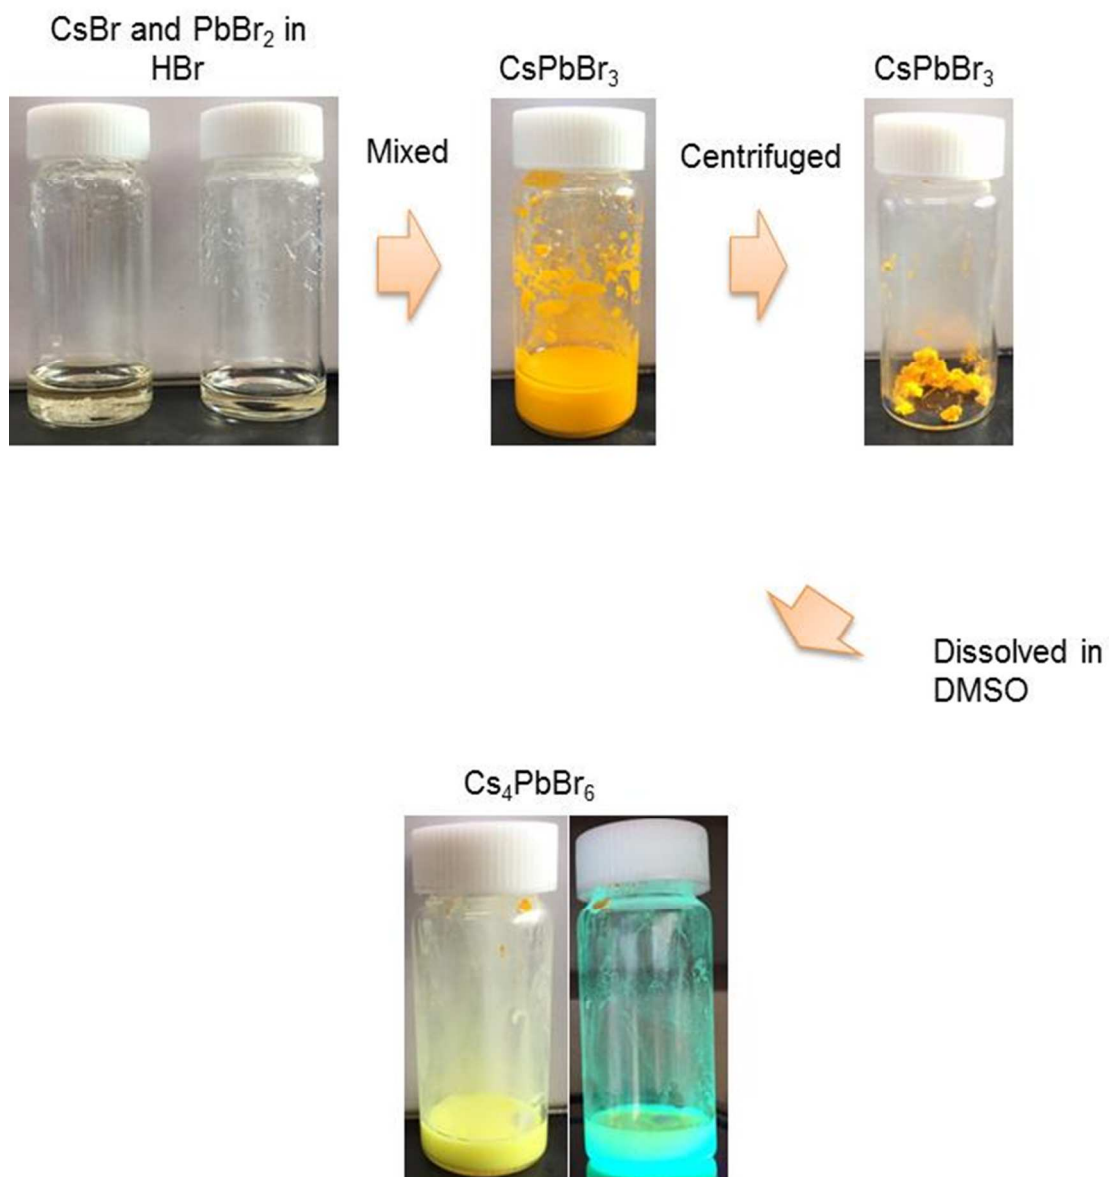 CsBr and PbBr₂ in
HBr
CsPbBr₃
CsPbBr₃
Mixed
Centrifuged
Dissolved in
DMSO
Cs₄PbBr₆